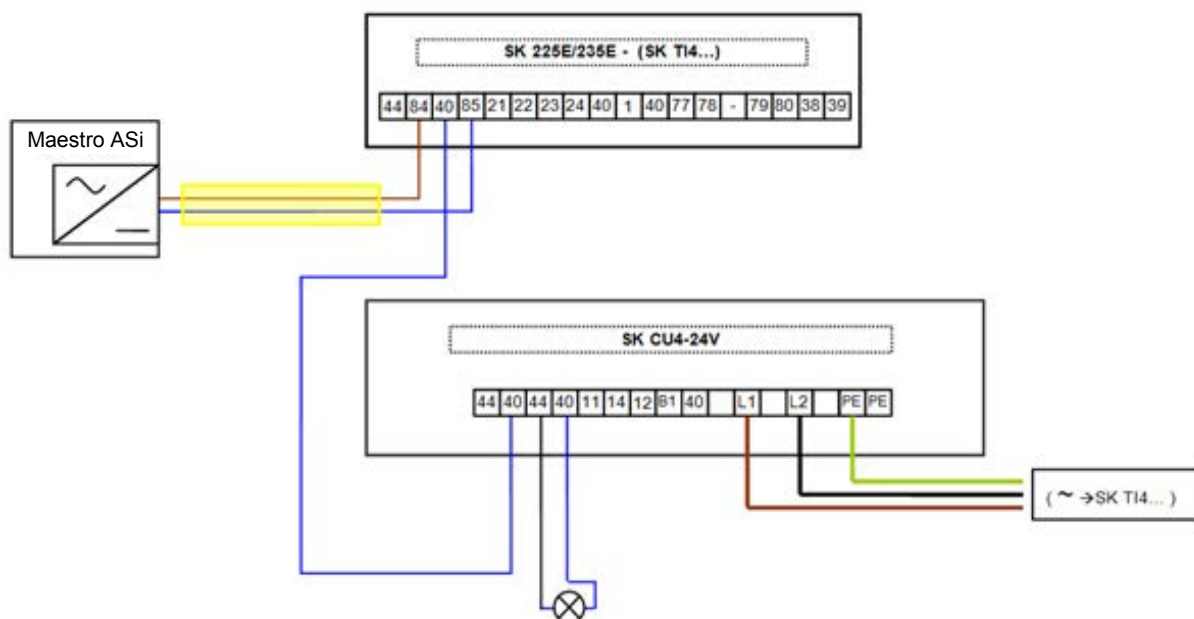 SK 225E/235E - (SK TI4...)
44 84 40 85 21 22 23 24 40 1 40 77 78 - 79 80 38 39
Maestro ASi
SK CU4-24V
44 40 44 40 11 14 12 B1 40 L1 L2 PE PE
( ~ →SK TI4... )